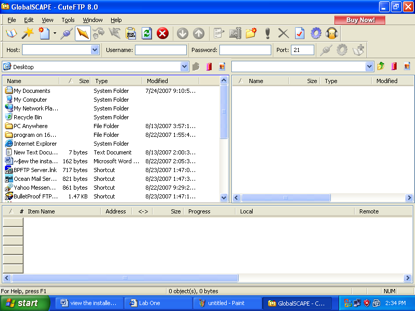 GlobalSCAPE - CuteFTP 8.0
File Edit View Tools Window Help Buy Now!
Host: Username: Password: Port: 21
Desktop
Name / Size Type Modified
My Documents System Folder 7/24/2007 9:10:5...
My Computer System Folder
My Network Pla... System Folder
Recycle Bin System Folder
PC Anywhere File Folder 8/13/2007 3:57:1...
program on 16... File Folder 8/22/2007 1:55:4...
Internet Explorer System Folder
New Text Docu... 7 bytes Text Document 8/13/2007 2:00:3...
~$ew the insta... 162 bytes Microsoft Word ... 8/22/2007 2:05:3...
BPFTP Server.lnk 717 bytes Shortcut 8/23/2007 1:47:0...
Ocean Mail Ser... 821 bytes Shortcut 8/23/2007 1:47:3...
Yahoo Messen... 861 bytes Shortcut 8/22/2007 9:29:2...
BulletProof FTP... 1.47 KB Shortcut 8/23/2007 1:47:0...
/ Name Size Type Modified
/ # Item Name Address <-> Size Progress Local Remote
For Help, press F1 0 object(s), 0 bytes NUM
start view the installe... Lab One untitled - Paint GlobalSCAPE - C... 2:34 PM